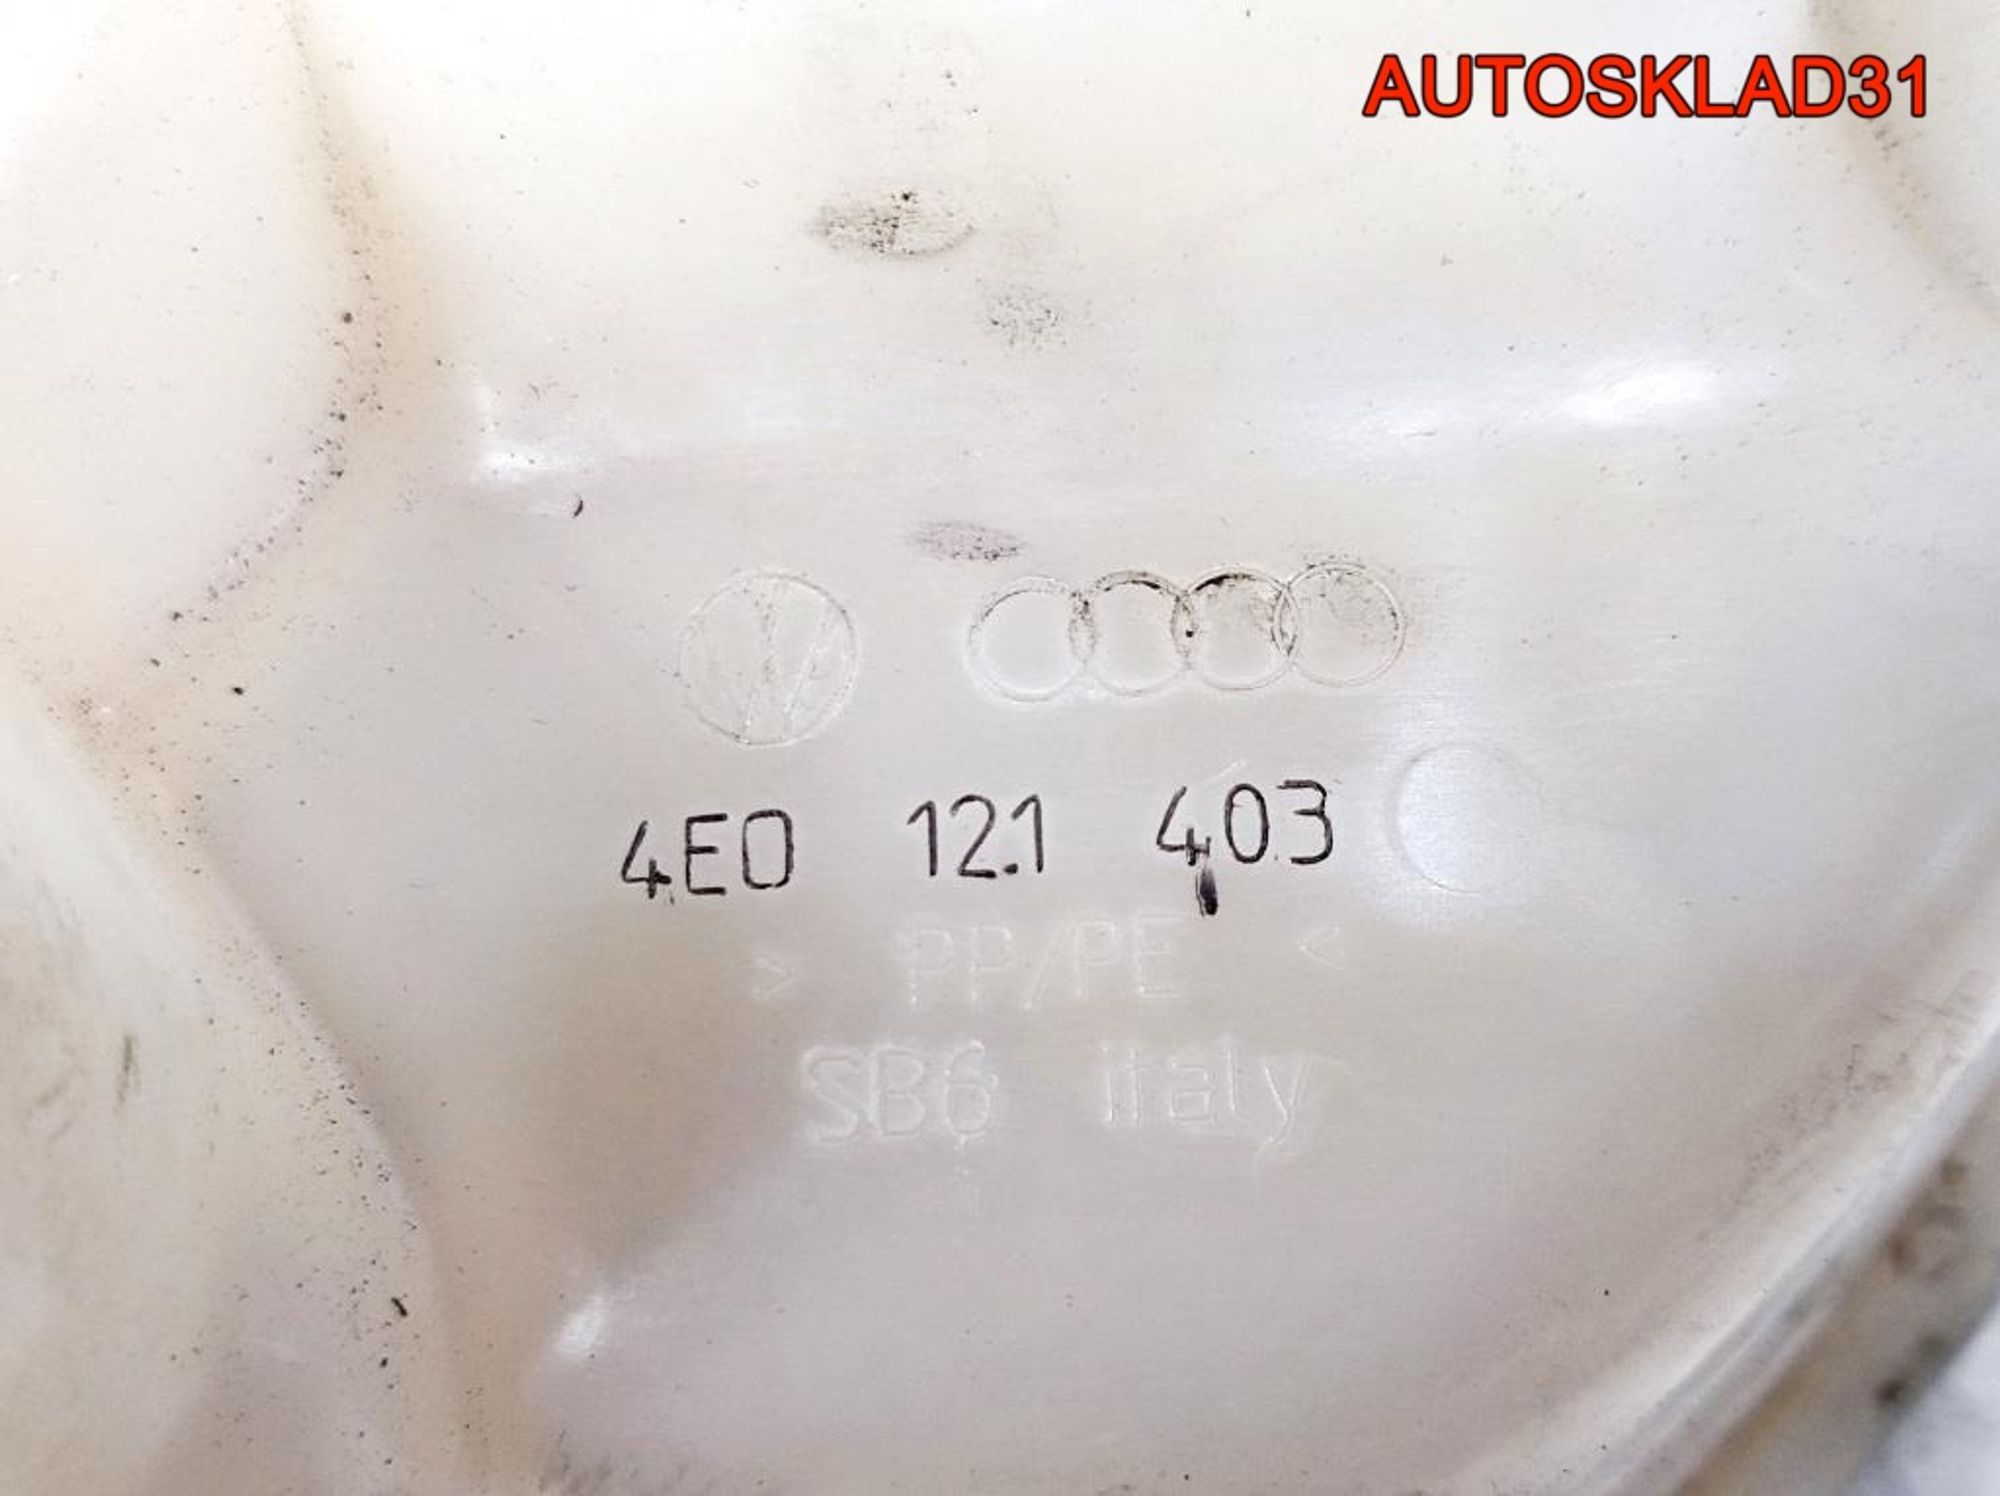 AUTOSKLAD31
4E0 121 403
> PP/PE <
SB6 italy